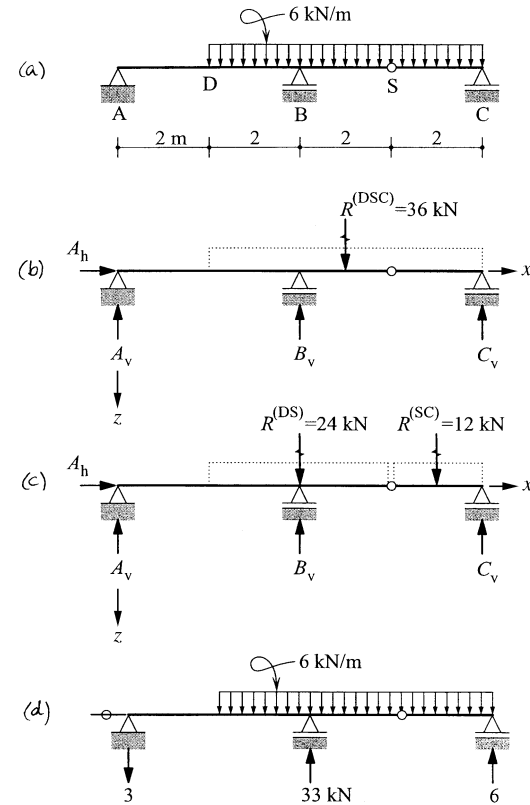 6 kN/m
(a)
A D B S C
2 m 2 2 2
R(DSC)=36 kN
(b) Ah x
Av Bv Cv
z
R(DS)=24 kN R(SC)=12 kN
(c) Ah x
Av Bv Cv
z
6 kN/m
(d)
3 33 kN 6